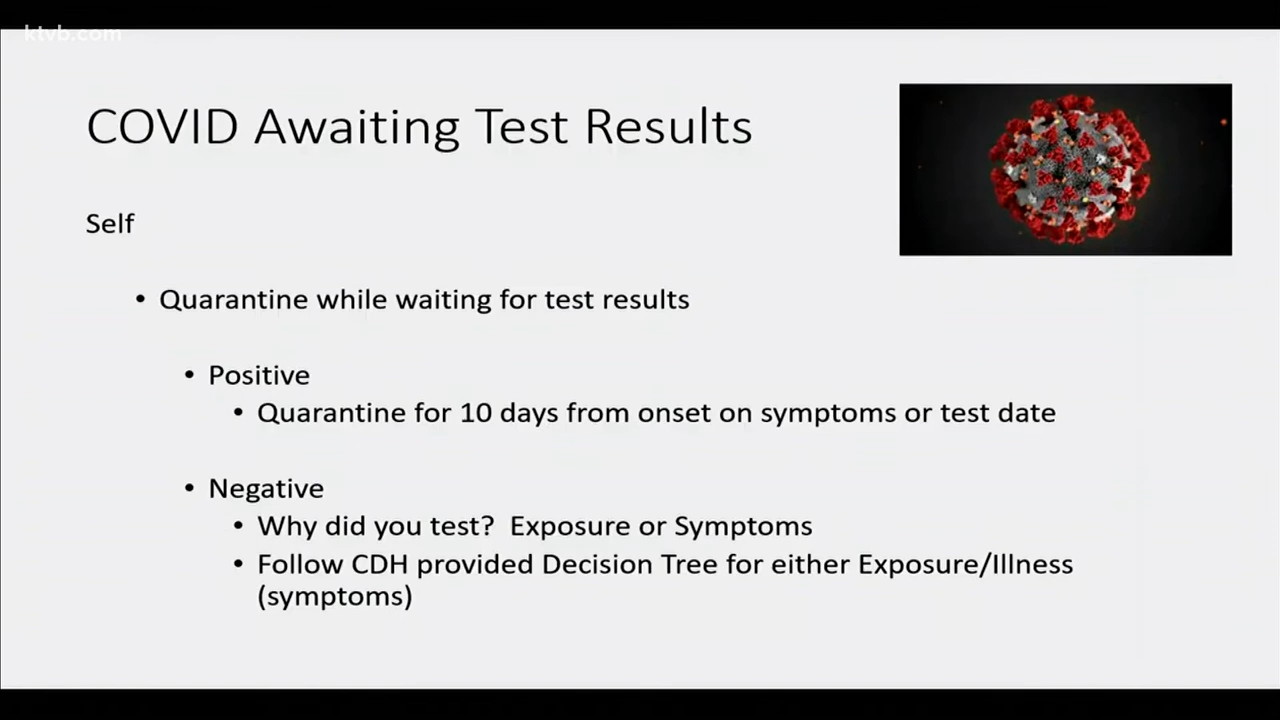 ktvb.com
COVID Awaiting Test Results
Self
• Quarantine while waiting for test results
• Positive
• Quarantine for 10 days from onset on symptoms or test date
• Negative
• Why did you test?  Exposure or Symptoms
• Follow CDH provided Decision Tree for either Exposure/Illness
(symptoms)